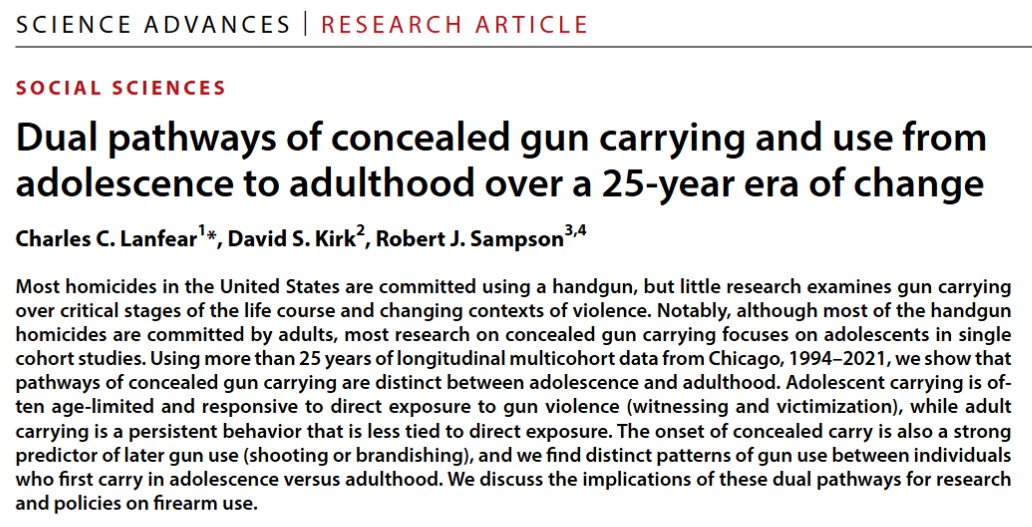 SCIENCE ADVANCES | RESEARCH ARTICLE
SOCIAL SCIENCES
Dual pathways of concealed gun carrying and use from
adolescence to adulthood over a 25-year era of change
Charles C. Lanfear1*, David S. Kirk2, Robert J. Sampson3,4
Most homicides in the United States are committed using a handgun, but little research examines gun carrying
over critical stages of the life course and changing contexts of violence. Notably, although most of the handgun
homicides are committed by adults, most research on concealed gun carrying focuses on adolescents in single
cohort studies. Using more than 25 years of longitudinal multicohort data from Chicago, 1994–2021, we show that
pathways of concealed gun carrying are distinct between adolescence and adulthood. Adolescent carrying is of-
ten age-limited and responsive to direct exposure to gun violence (witnessing and victimization), while adult
carrying is a persistent behavior that is less tied to direct exposure. The onset of concealed carry is also a strong
predictor of later gun use (shooting or brandishing), and we find distinct patterns of gun use between individuals
who first carry in adolescence versus adulthood. We discuss the implications of these dual pathways for research
and policies on firearm use.